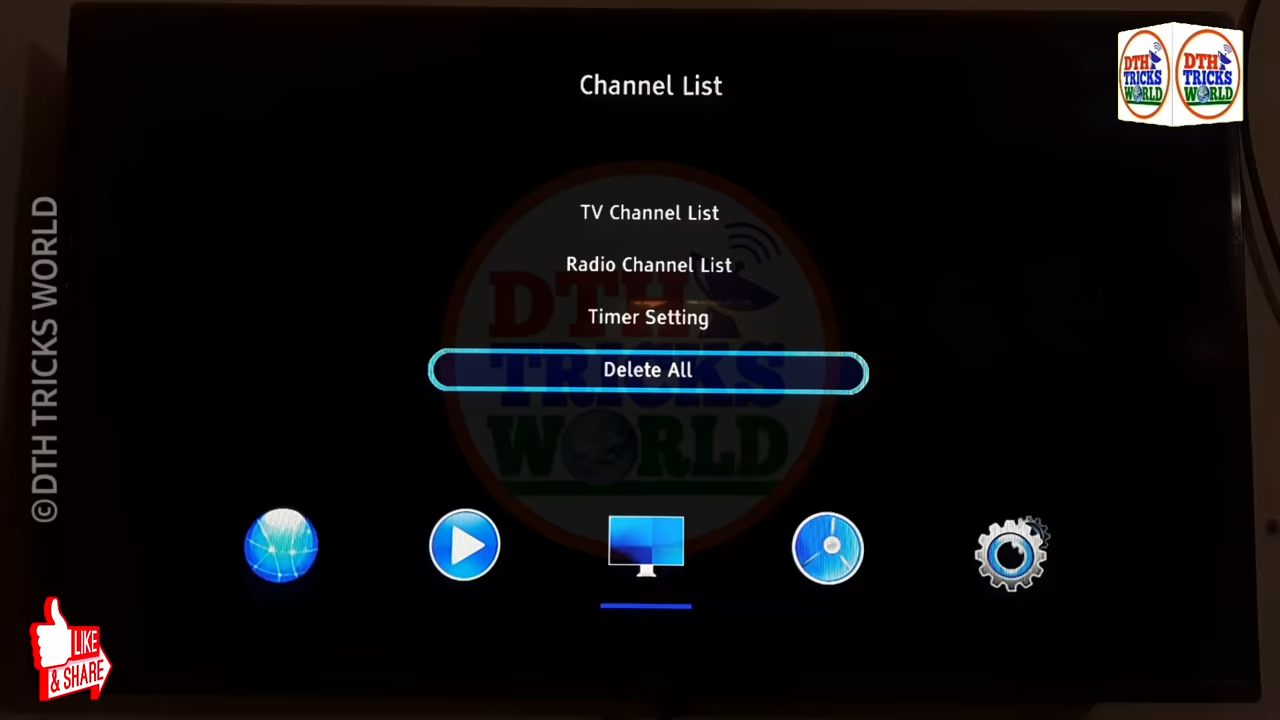 Channel List
DTH
TRICKS
WORLD
DTH
TRICKS
WORLD
TV Channel List
Radio Channel List
Timer Setting
Delete All
DTH
TRICKS
WORLD
©DTH TRICKS WORLD
LIKE
& SHARE